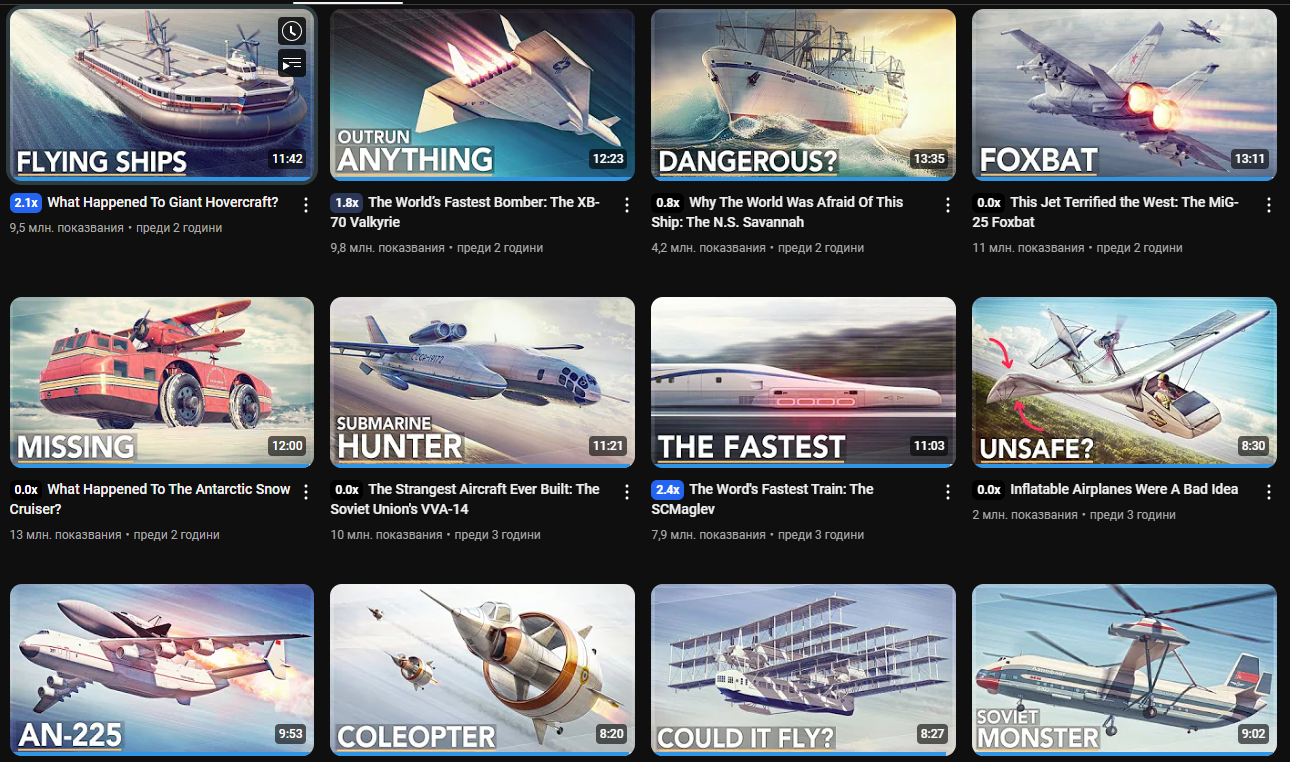 FLYING SHIPS
11:42
OUTRUN
ANYTHING
12:23
DANGEROUS?
13:35
FOXBAT
13:11
2.1x What Happened To Giant Hovercraft?
9,5 млн. показвания • преди 2 години
1.8x The World’s Fastest Bomber: The XB-
70 Valkyrie
9,8 млн. показвания • преди 2 години
0.8x Why The World Was Afraid Of This
Ship: The N.S. Savannah
4,2 млн. показвания • преди 2 години
0.0x This Jet Terrified the West: The MiG-
25 Foxbat
11 млн. показвания • преди 2 години
MISSING
12:00
SUBMARINE
HUNTER
11:21
THE FASTEST
11:03
UNSAFE?
8:30
0.0x What Happened To The Antarctic Snow
Cruiser?
13 млн. показвания • преди 2 години
0.0x The Strangest Aircraft Ever Built: The
Soviet Union's VVA-14
10 млн. показвания • преди 3 години
2.4x The Word's Fastest Train: The
SCMaglev
7,9 млн. показвания • преди 3 години
0.0x Inflatable Airplanes Were A Bad Idea
2 млн. показвания • преди 3 години
AN-225
9:53
COLEOPTER
8:20
COULD IT FLY?
8:27
SOVIET
MONSTER
9:02